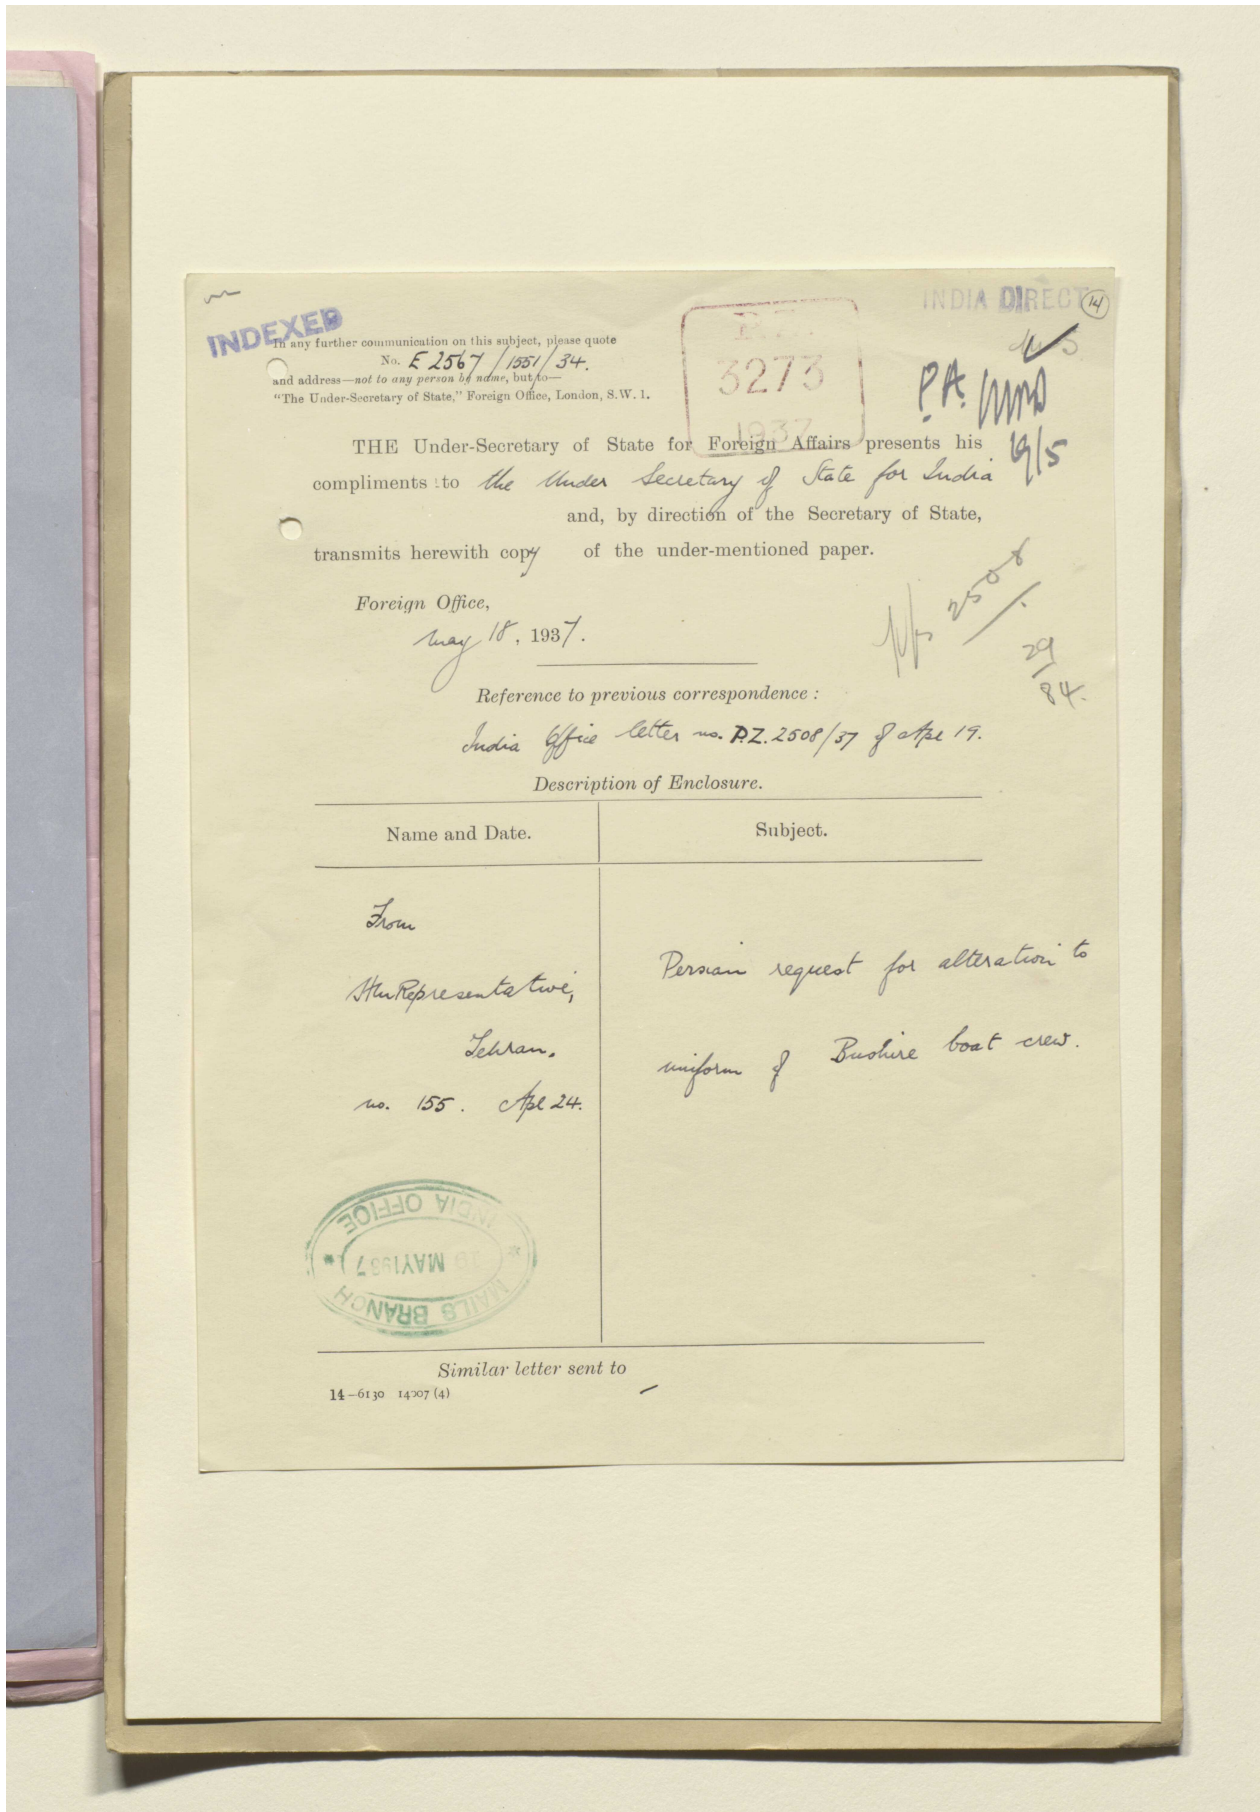 INDIA DIRECT
14
INDEXED
In any further communication on this subject, please quote
No. E 2567/1551/34.
and address—not to any person by name, but to—
"The Under-Secretary of State," Foreign Office, London, S.W. 1.
P.Z.
3273
1937
P.A.
19/5
THE Under-Secretary of State for Foreign Affairs presents his
compliments to the Under Secretary of State for India
and, by direction of the Secretary of State,
transmits herewith copy of the under-mentioned paper.
Foreign Office,
May 18, 1937.
2508
29
84.
Reference to previous correspondence :
India Office letter no. P.Z. 2508/37 of Apl 19.
Description of Enclosure.
Name and Date.
Subject.
From
HM Representative,
Tehran.
no. 155. Apl 24.
Persian request for alteration to
uniform of Bushire boat crew.
INDIA OFFICE
19 MAY 1937
MAILS BRANCH
Similar letter sent to
14—6130 14007 (4)